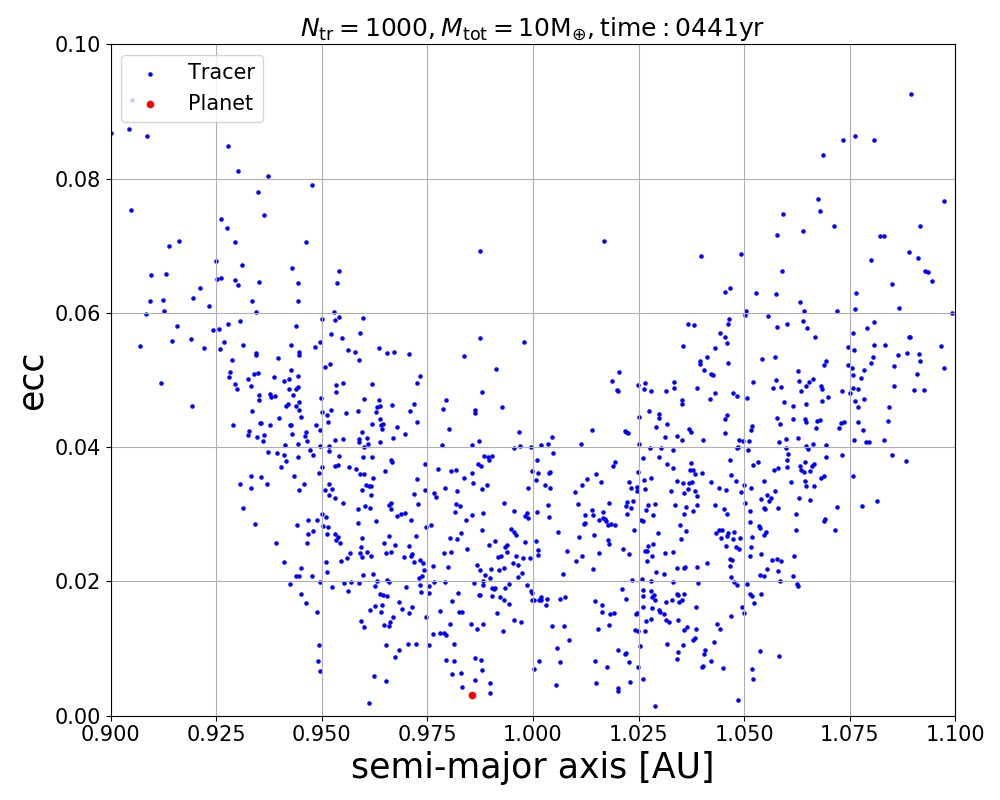 N_tr = 1000, M_tot = 10M_⊕, time : 0441yr
0.10
0.08
0.06
0.04
0.02
0.00
ecc
Tracer
Planet
0.900 0.925 0.950 0.975 1.000 1.025 1.050 1.075 1.100
semi-major axis [AU]